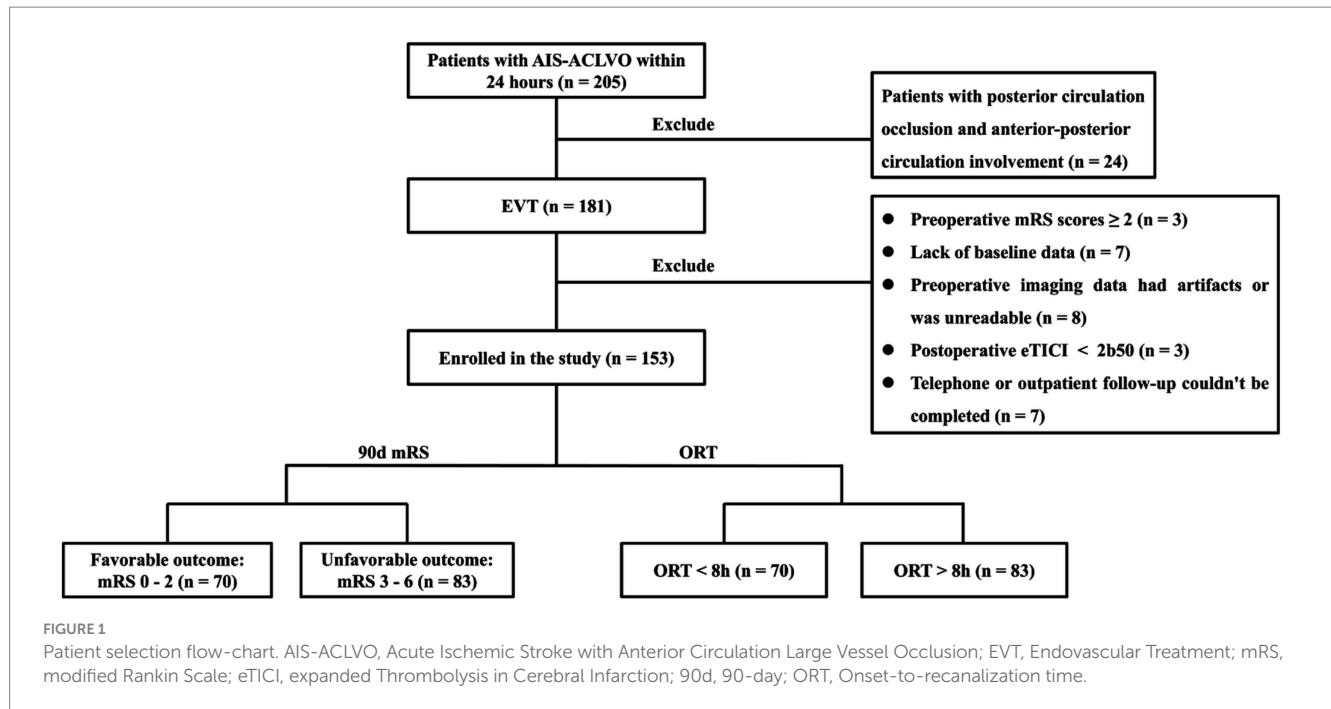 Patients with AIS-ACLVO within
24 hours (n = 205)
Exclude
Patients with posterior circulation
occlusion and anterior-posterior
circulation involvement (n = 24)
EVT (n = 181)
Exclude
● Preoperative mRS scores ≥ 2 (n = 3)
● Lack of baseline data (n = 7)
● Preoperative imaging data had artifacts or
was unreadable (n = 8)
● Postoperative eTICI < 2b50 (n = 3)
● Telephone or outpatient follow-up couldn't be
completed (n = 7)
Enrolled in the study (n = 153)
90d mRS
ORT
Favorable outcome:
mRS 0 - 2 (n = 70)
Unfavorable outcome:
mRS 3 - 6 (n = 83)
ORT < 8h (n = 70)
ORT > 8h (n = 83)
FIGURE 1
Patient selection flow-chart. AIS-ACLVO, Acute Ischemic Stroke with Anterior Circulation Large Vessel Occlusion; EVT, Endovascular Treatment; mRS,
modified Rankin Scale; eTICI, expanded Thrombolysis in Cerebral Infarction; 90d, 90-day; ORT, Onset-to-recanalization time.